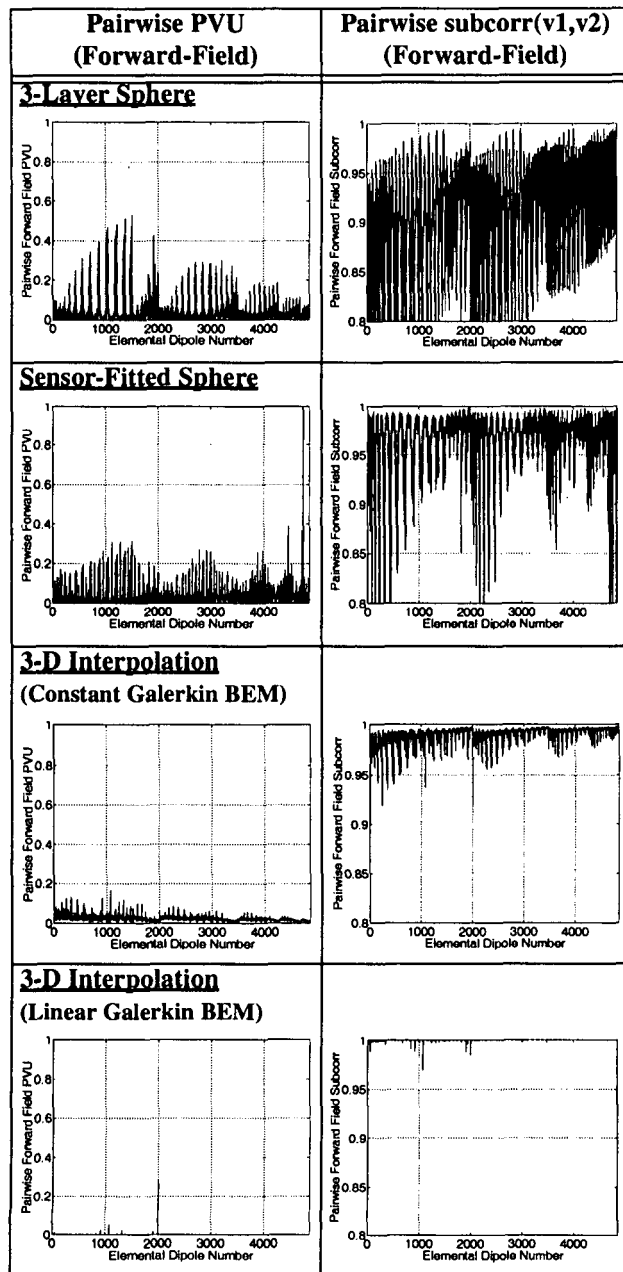 Pairwise PVU
(Forward-Field)
Pairwise subcorr(v1,v2)
(Forward-Field)
3-Layer Sphere
Pairwise Forward Field PVU
1
0.8
0.6
0.4
0.2
0
0 1000 2000 3000 4000
Elemental Dipole Number
Pairwise Forward Field Subcorr
0.95
0.9
0.85
0.8
0 1000 2000 3000 4000
Elemental Dipole Number
Sensor-Fitted Sphere
Pairwise Forward Field PVU
1
0.8
0.6
0.4
0.2
0
0 1000 2000 3000 4000
Elemental Dipole Number
Pairwise Forward Field Subcorr
1
0.95
0.9
0.85
0.8
0 1000 2000 3000 4000
Elemental Dipole Number
3-D Interpolation
(Constant Galerkin BEM)
Pairwise Forward Field PVU
1
0.8
0.6
0.4
0.2
0
0 1000 2000 3000 4000
Elemental Dipole Number
Pairwise Forward Field Subcorr
1
0.95
0.9
0.85
0.8
0 1000 2000 3000 4000
Elemental Dipole Number
3-D Interpolation
(Linear Galerkin BEM)
Pairwise Forward Field PVU
1
0.8
0.6
0.4
0.2
0
0 1000 2000 3000 4000
Elemental Dipole Number
Pairwise Forward Field Subcorr
1
0.95
0.9
0.85
0.8
0 1000 2000 3000 4000
Elemental Dipole Number